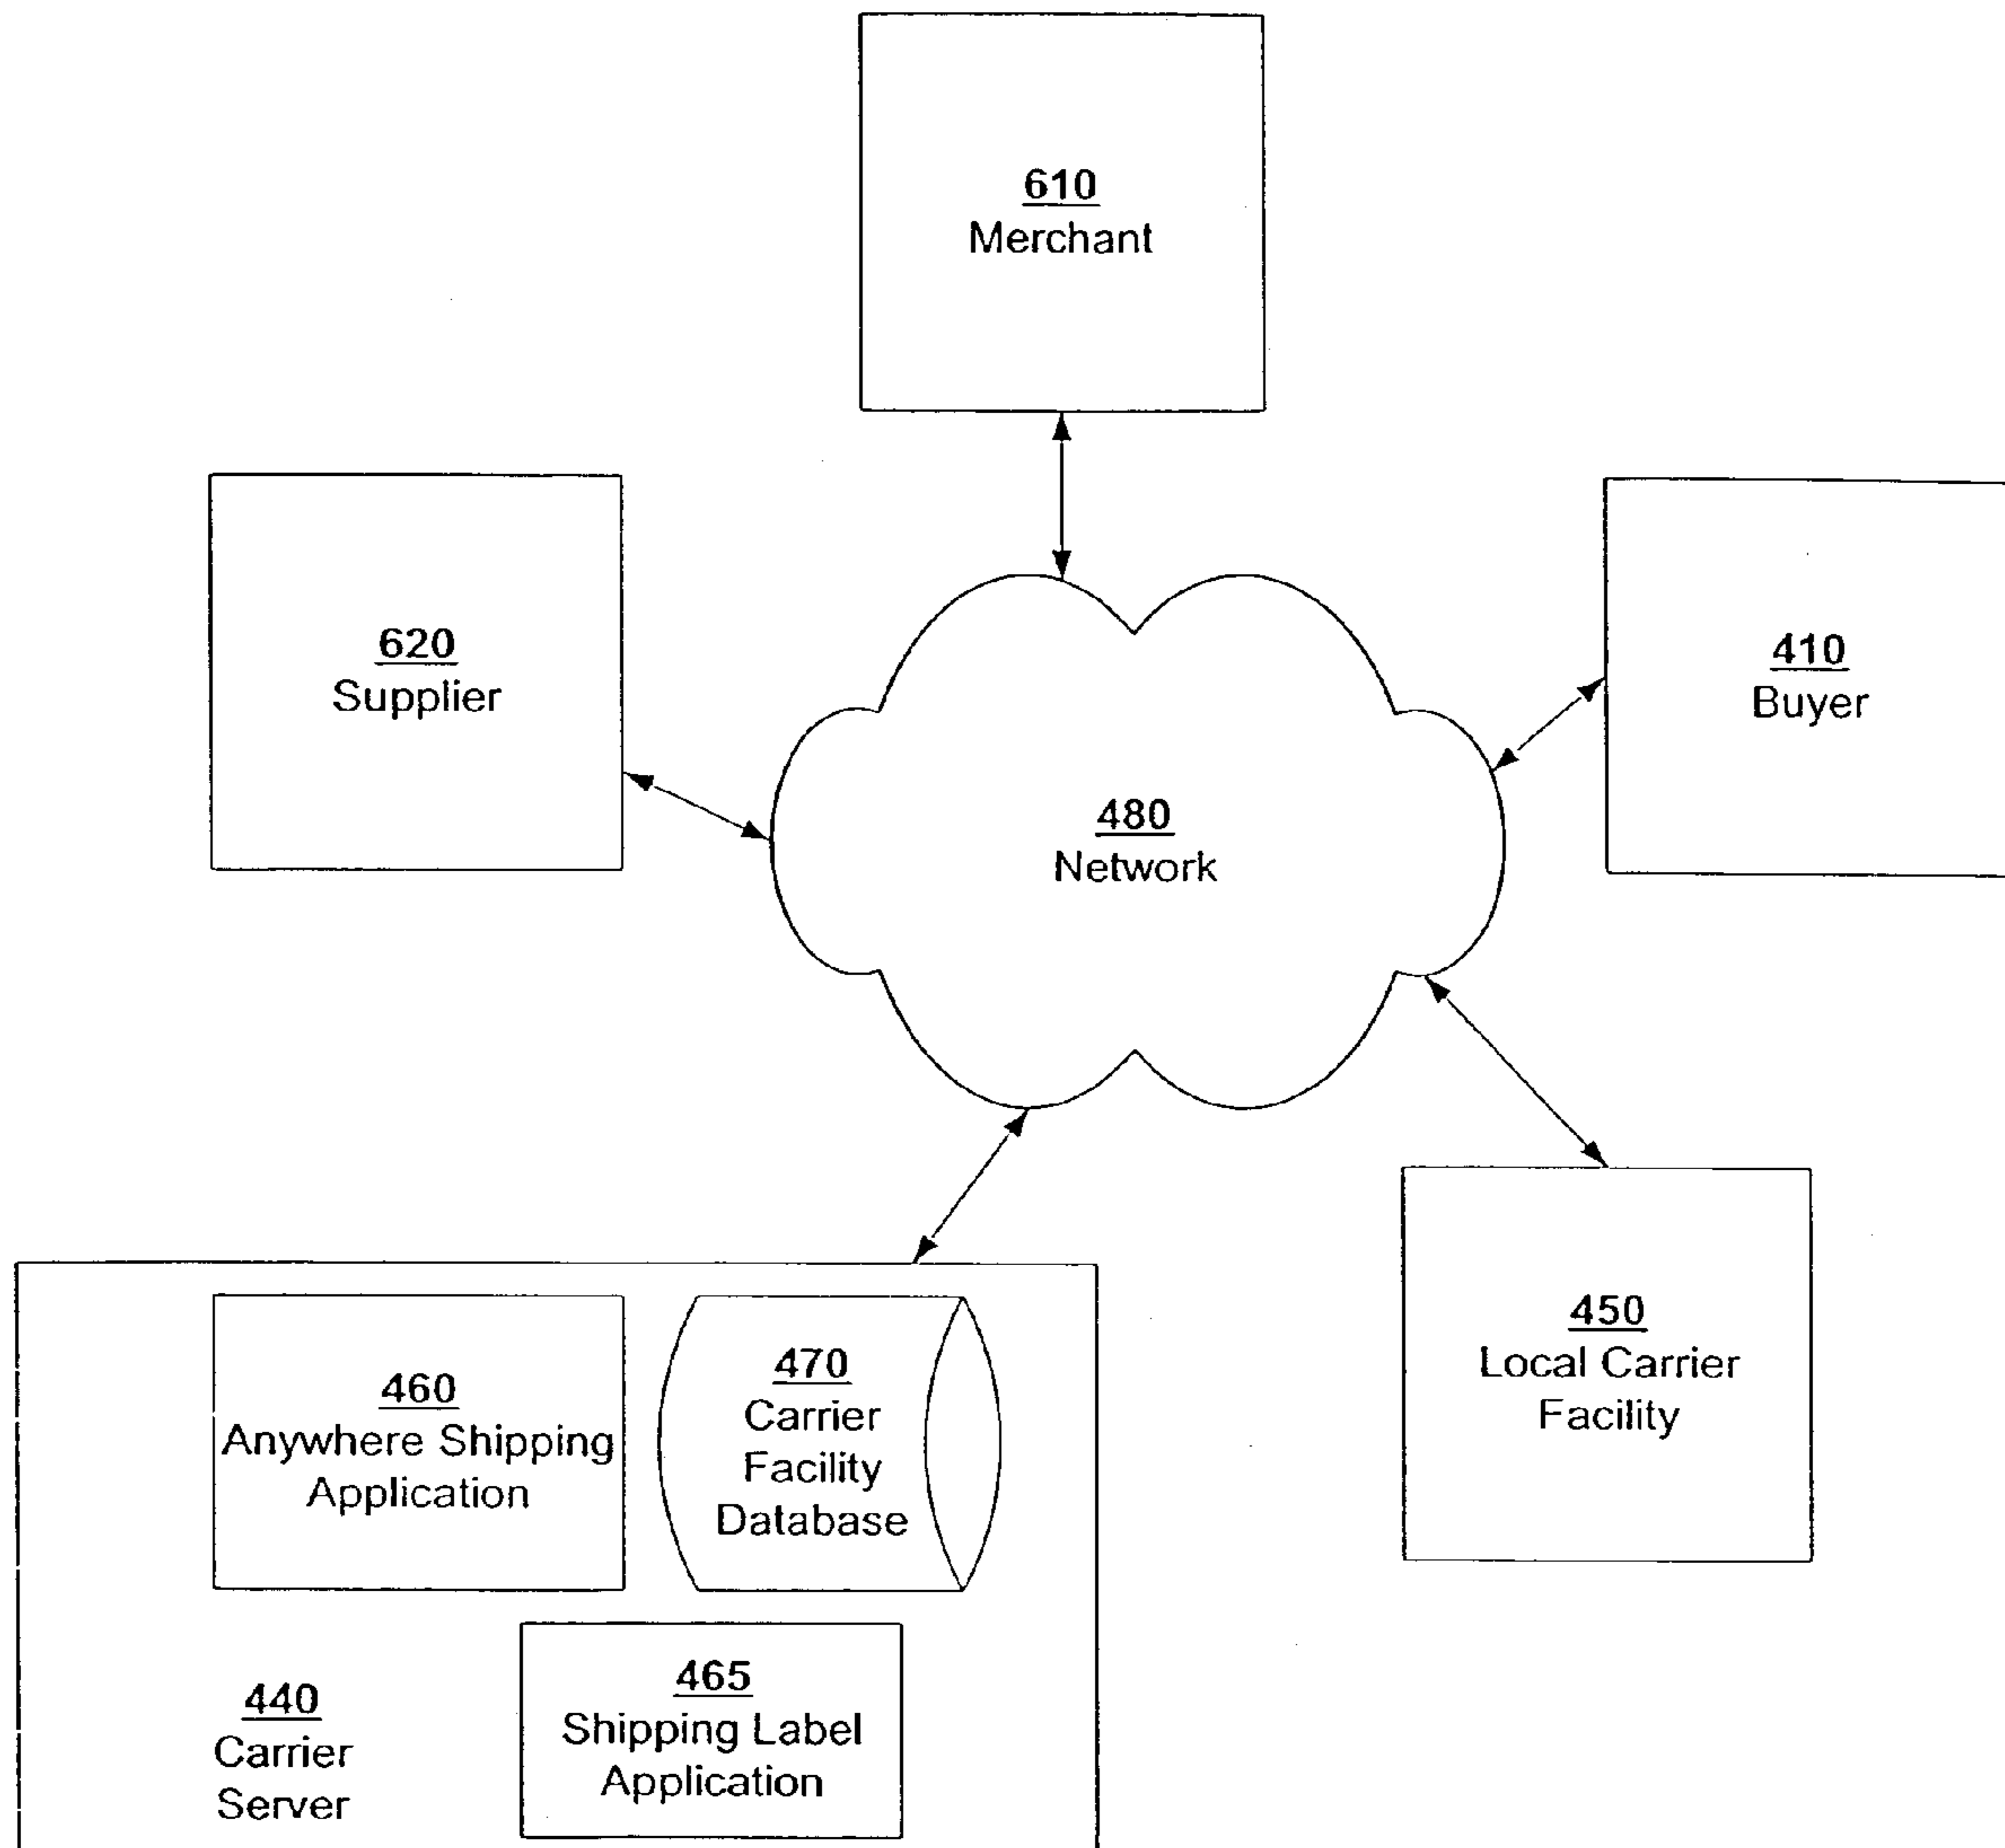 610
Merchant
620
Supplier
410
Buyer
480
Network
450
Local Carrier
Facility
460
Anywhere Shipping
Application
470
Carrier
Facility
Database
465
Shipping Label
Application
440
Carrier
Server